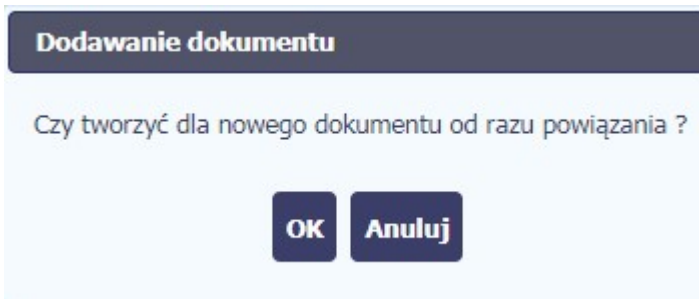 Dodawanie dokumentu
Czy tworzyć dla nowego dokumentu od razu powiązania ?
OK Anuluj